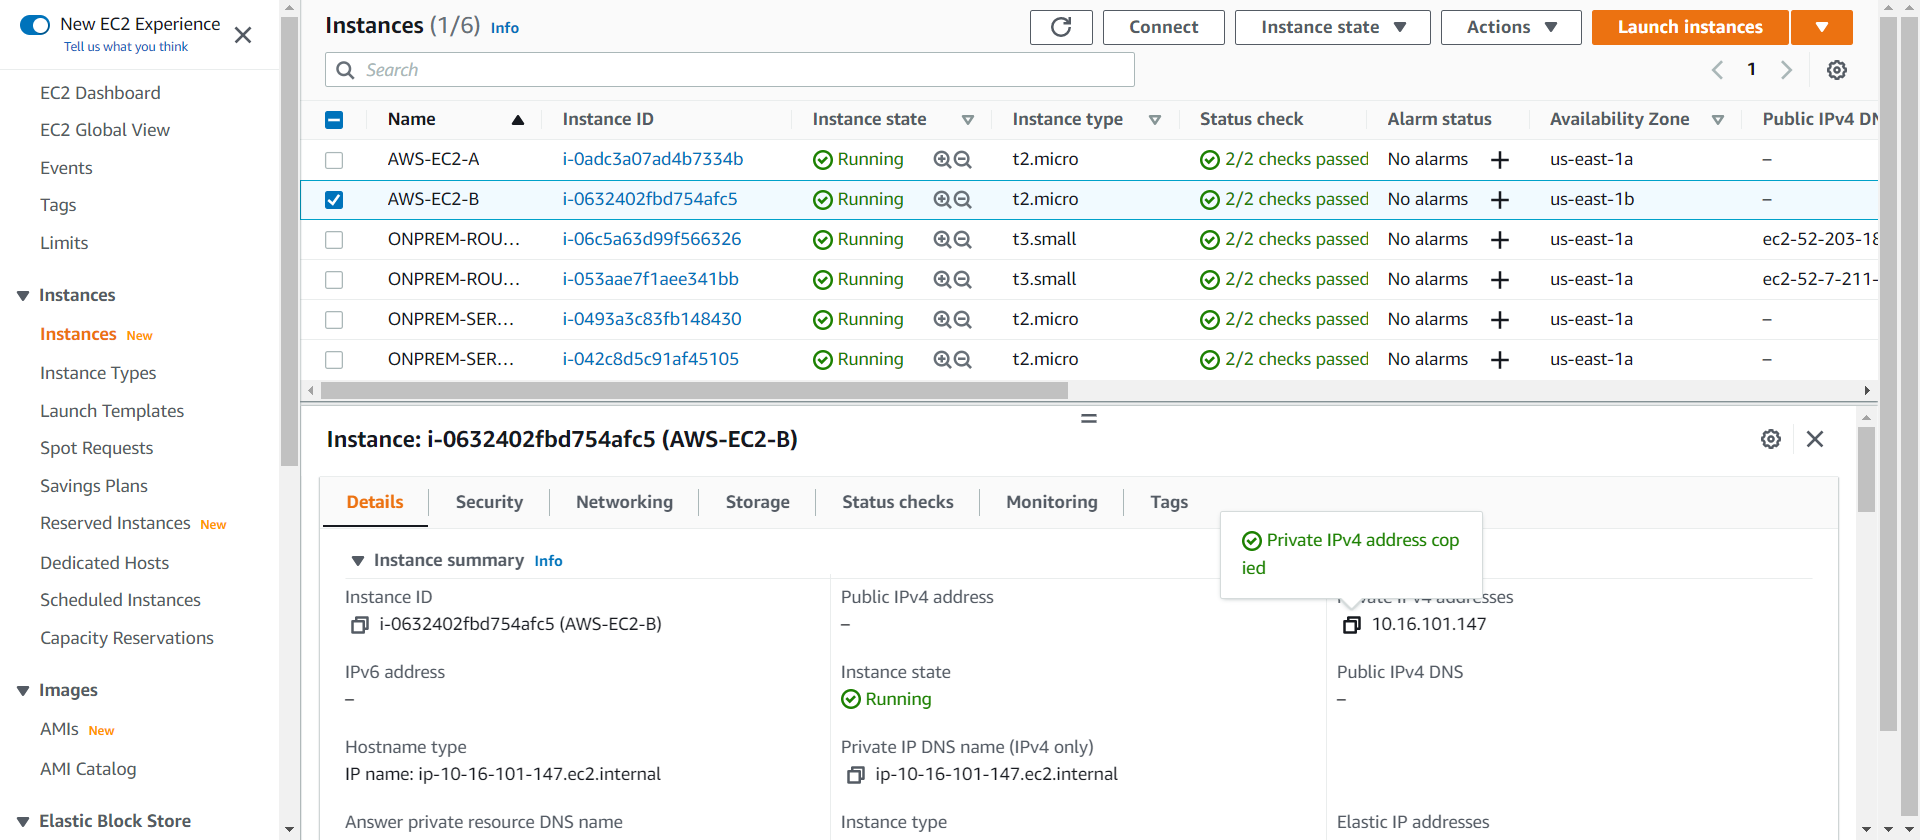 New EC2 Experience
Tell us what you think
EC2 Dashboard
EC2 Global View
Events
Tags
Limits
Instances
Instances New
Instance Types
Launch Templates
Spot Requests
Savings Plans
Reserved Instances New
Dedicated Hosts
Scheduled Instances
Capacity Reservations
Images
AMIs New
AMI Catalog
Elastic Block Store
Instances (1/6) Info
Connect
Instance state
Actions
Launch instances
Search
1
Name Instance ID Instance state Instance type Status check Alarm status Availability Zone Public IPv4 DN
AWS-EC2-A i-0adc3a07ad4b7334b Running t2.micro 2/2 checks passed No alarms + us-east-1a –
AWS-EC2-B i-0632402fbd754afc5 Running t2.micro 2/2 checks passed No alarms + us-east-1b –
ONPREM-ROU... i-06c5a63d99f566326 Running t3.small 2/2 checks passed No alarms + us-east-1a ec2-52-203-18
ONPREM-ROU... i-053aae7f1aee341bb Running t3.small 2/2 checks passed No alarms + us-east-1a ec2-52-7-211-
ONPREM-SER... i-0493a3c83fb148430 Running t2.micro 2/2 checks passed No alarms + us-east-1a –
ONPREM-SER... i-042c8d5c91af45105 Running t2.micro 2/2 checks passed No alarms + us-east-1a –
Instance: i-0632402fbd754afc5 (AWS-EC2-B)
Details Security Networking Storage Status checks Monitoring Tags
Private IPv4 address cop
ied
Instance summary Info
Instance ID
i-0632402fbd754afc5 (AWS-EC2-B)
Public IPv4 address
–
Private IPv4 addresses
10.16.101.147
IPv6 address
–
Instance state
Running
Public IPv4 DNS
–
Hostname type
IP name: ip-10-16-101-147.ec2.internal
Private IP DNS name (IPv4 only)
ip-10-16-101-147.ec2.internal
Answer private resource DNS name
Instance type
Elastic IP addresses